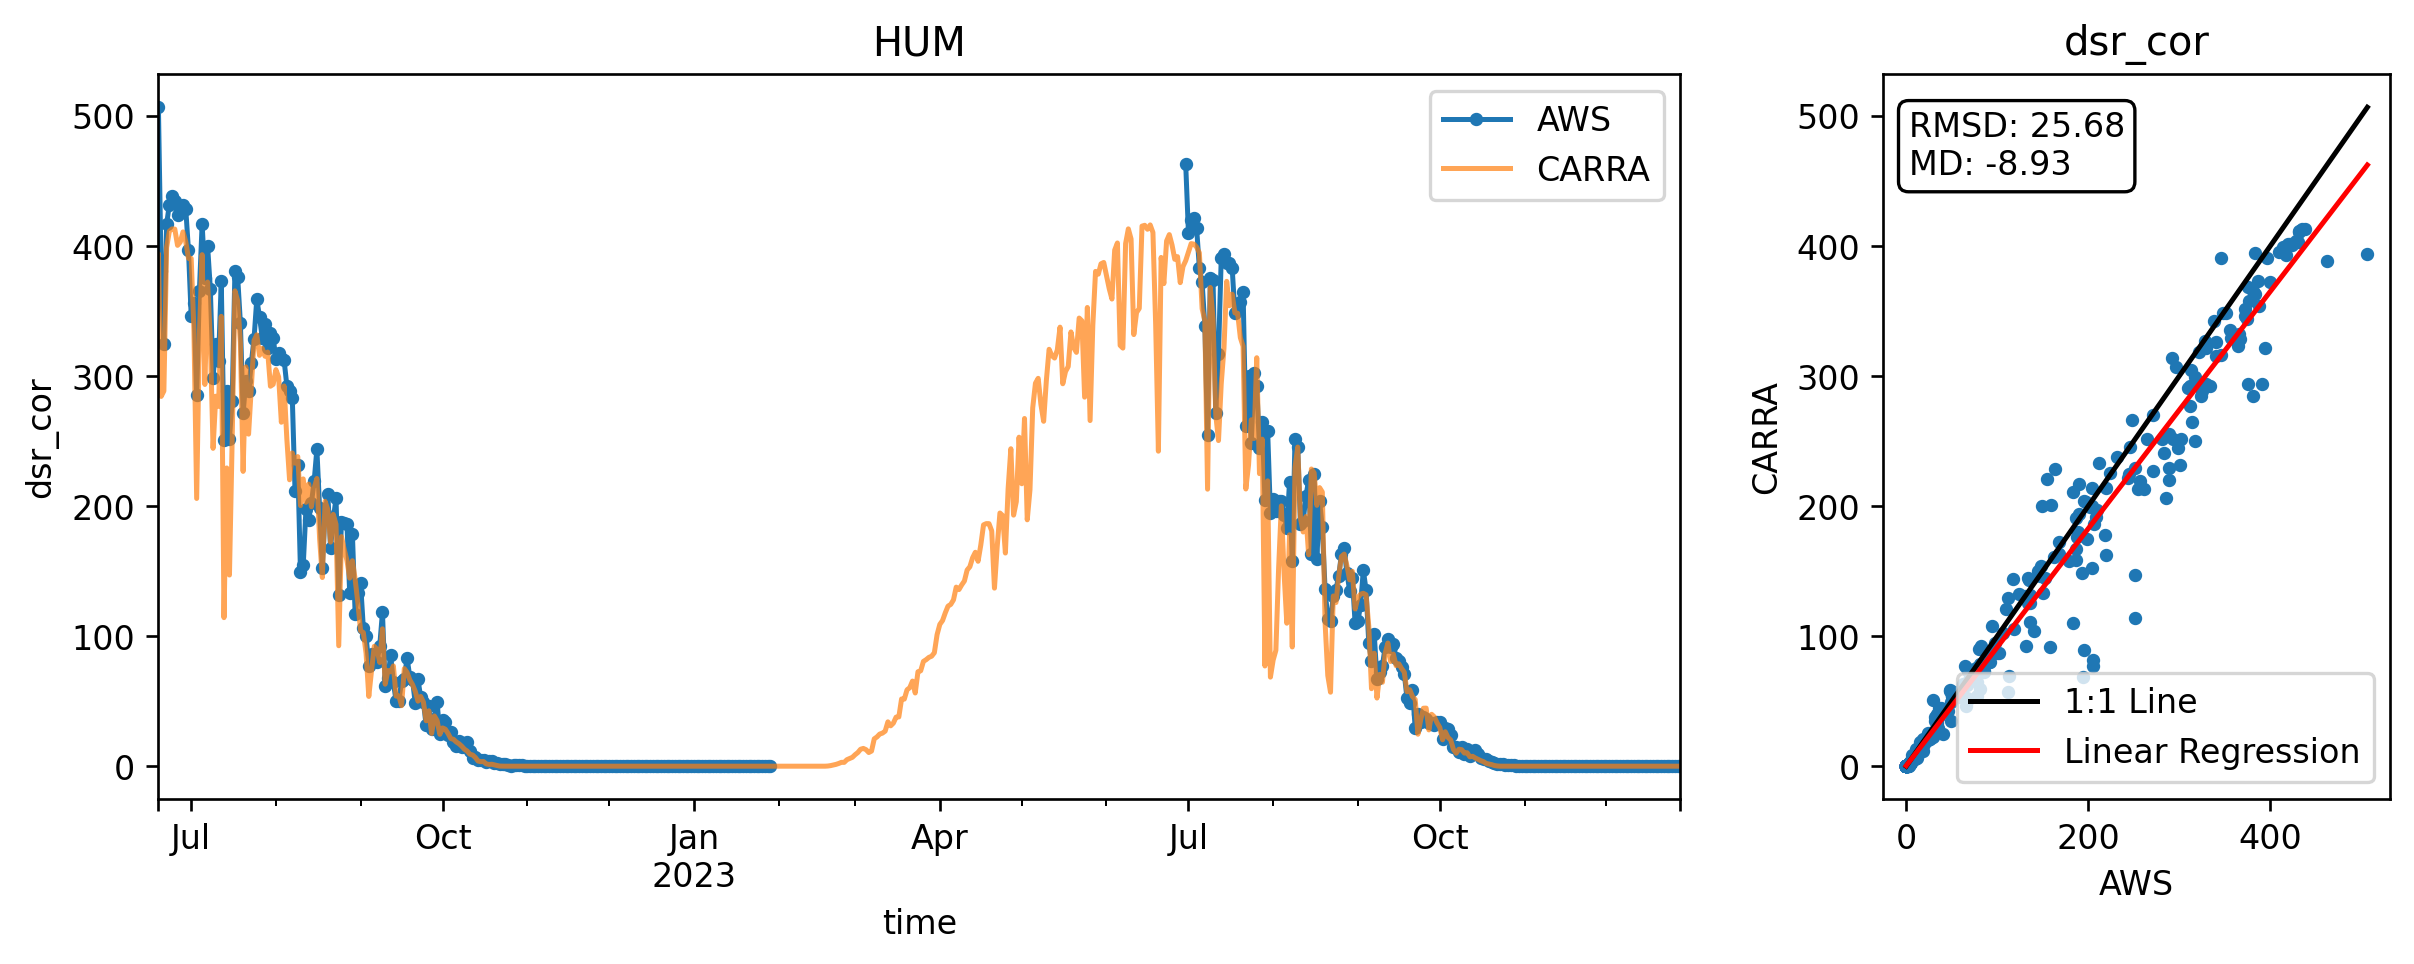 HUM
500
400
300
200
100
0
dsr_cor
AWS
CARRA
Jul
Oct
Jan
2023
Apr
Jul
Oct
time
dsr_cor
500
400
300
200
100
0
CARRA
RMSD: 25.68
MD: -8.93
1:1 Line
Linear Regression
0
200
400
AWS